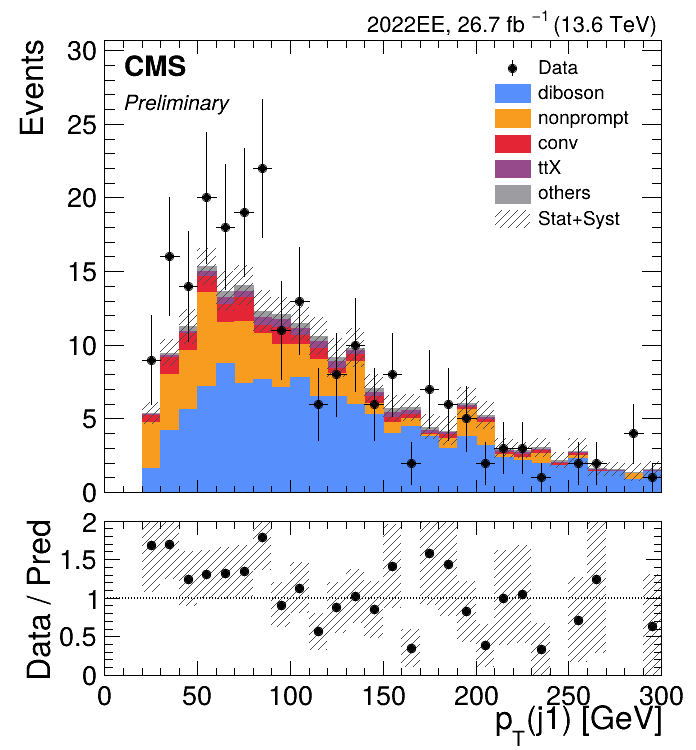 2022EE, 26.7 fb⁻¹ (13.6 TeV)
Events
30
25
20
15
10
5
0
CMS
Preliminary
Data
diboson
nonprompt
conv
ttX
others
Stat+Syst
Data / Pred
2
1.5
1
0.5
0
0 50 100 150 200 250 300
p_T(j1) [GeV]